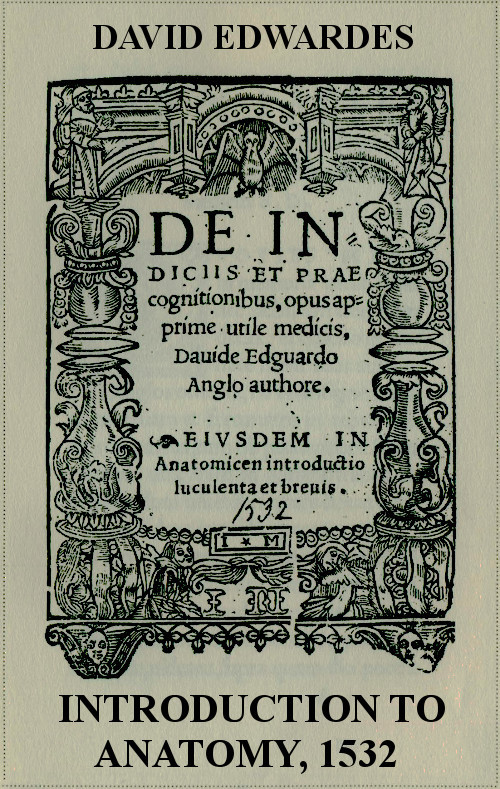 DAVID EDWARDES
DE IN⸗
DICIIS ET PRAE
cognitionibus, opus ap⸗
prime utile medicis,
Dauide Edguardo
Anglo authore.
EIVSDEM IN
Anatomicen introductio
luculenta et breuis.
1532
I ★ M
INTRODUCTION TO
ANATOMY, 1532